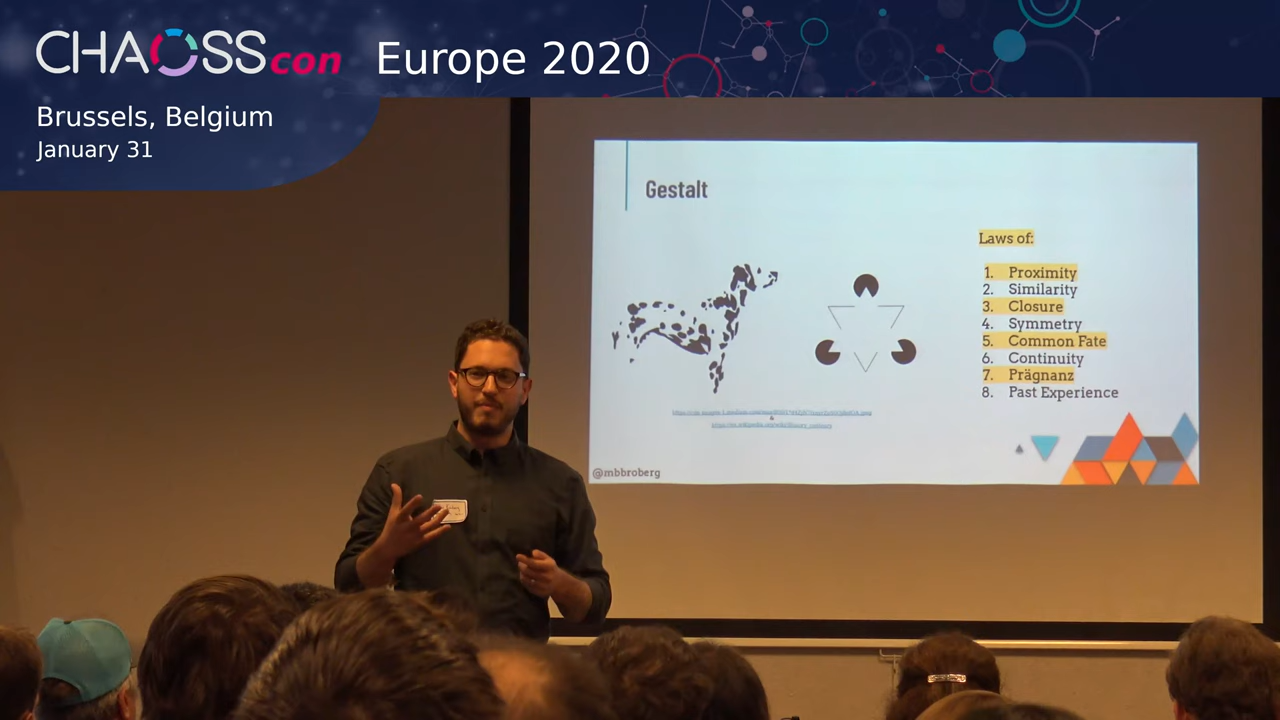 CHAOSScon Europe 2020
Brussels, Belgium
January 31
Gestalt
Laws of:
1. Proximity
2. Similarity
3. Closure
4. Symmetry
5. Common Fate
6. Continuity
7. Prägnanz
8. Past Experience
&
@mbbroberg